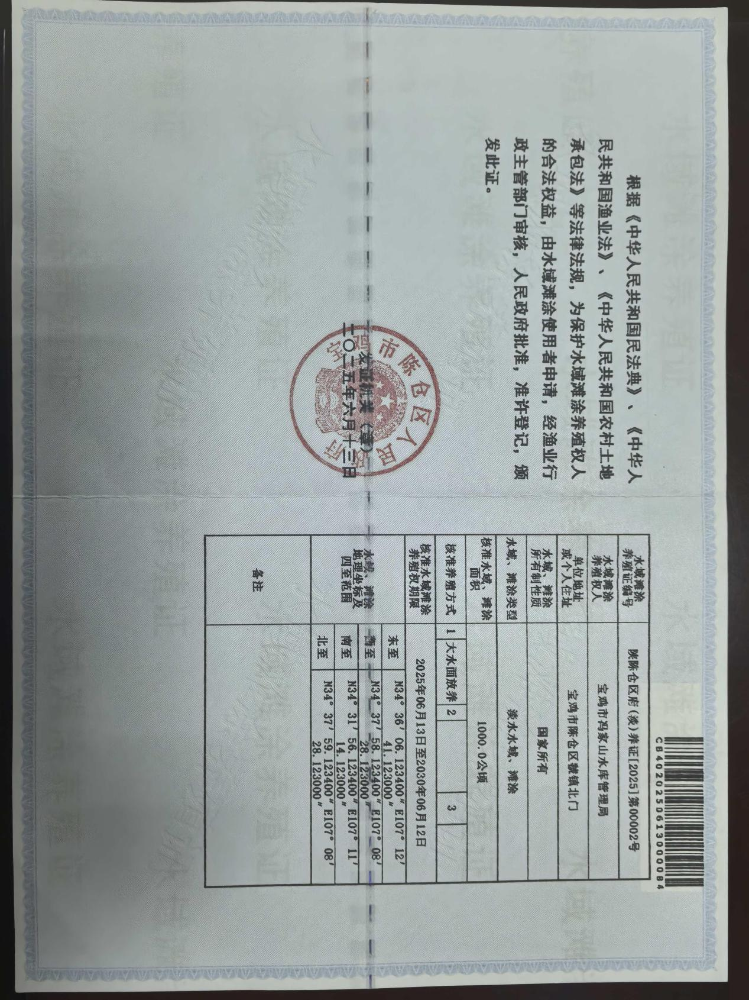 根据《中华人民共和国民法典》、《中华人
民共和国渔业法》、《中华人民共和国农村土地
承包法》等法律法规，为保护水域滩涂养殖权人
的合法权益，由水域滩涂使用者申请，经渔业行
政主管部门审核，人民政府批准，准许登记，颁
发此证。
宝鸡市陈仓区人民政府
发证机关（章）
二〇二五年六月十三日
CB4020250613000084
水域滩涂
养殖证编号
陕陈仓区府(淡)养证[2025]第00002号
水域滩涂
养殖权人
宝鸡市冯家山水库管理局
单位地址
或个人住址
宝鸡市陈仓区虢镇北门
水域、滩涂
所有制性质
国家所有
水域、滩涂类型
淡水水域、滩涂
核准水域、滩涂
面积
1000.0公顷
核准养殖方式 1 大水面放养 2 3
核准水域滩涂
养殖权期限
2025年06月13日至2030年06月12日
水域、滩涂
地理坐标及
四至范围
东至 N34° 36′ 06.123400″ E107° 12′
41.123000″
西至 N34° 37′ 58.123400″ E107° 08′
28.123000″
南至 N34° 31′ 56.123400″ E107° 11′
14.123000″
北至 N34° 37′ 59.123400″ E107° 08′
28.123000″
备注